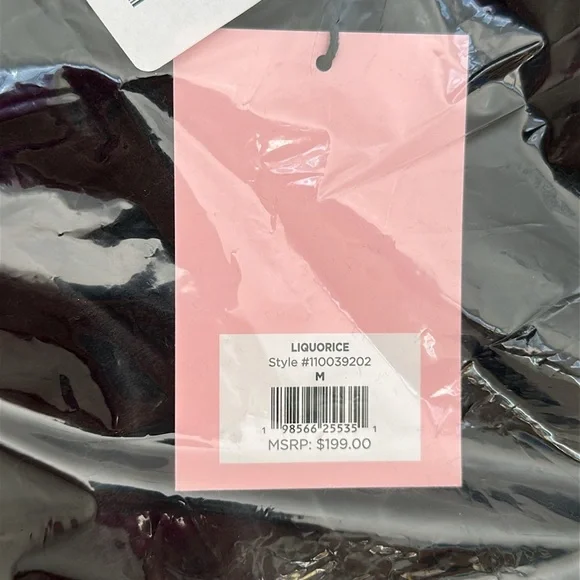 LIQUORICE
Style #110039202
M
1 98566 25535 1
MSRP: $199.00